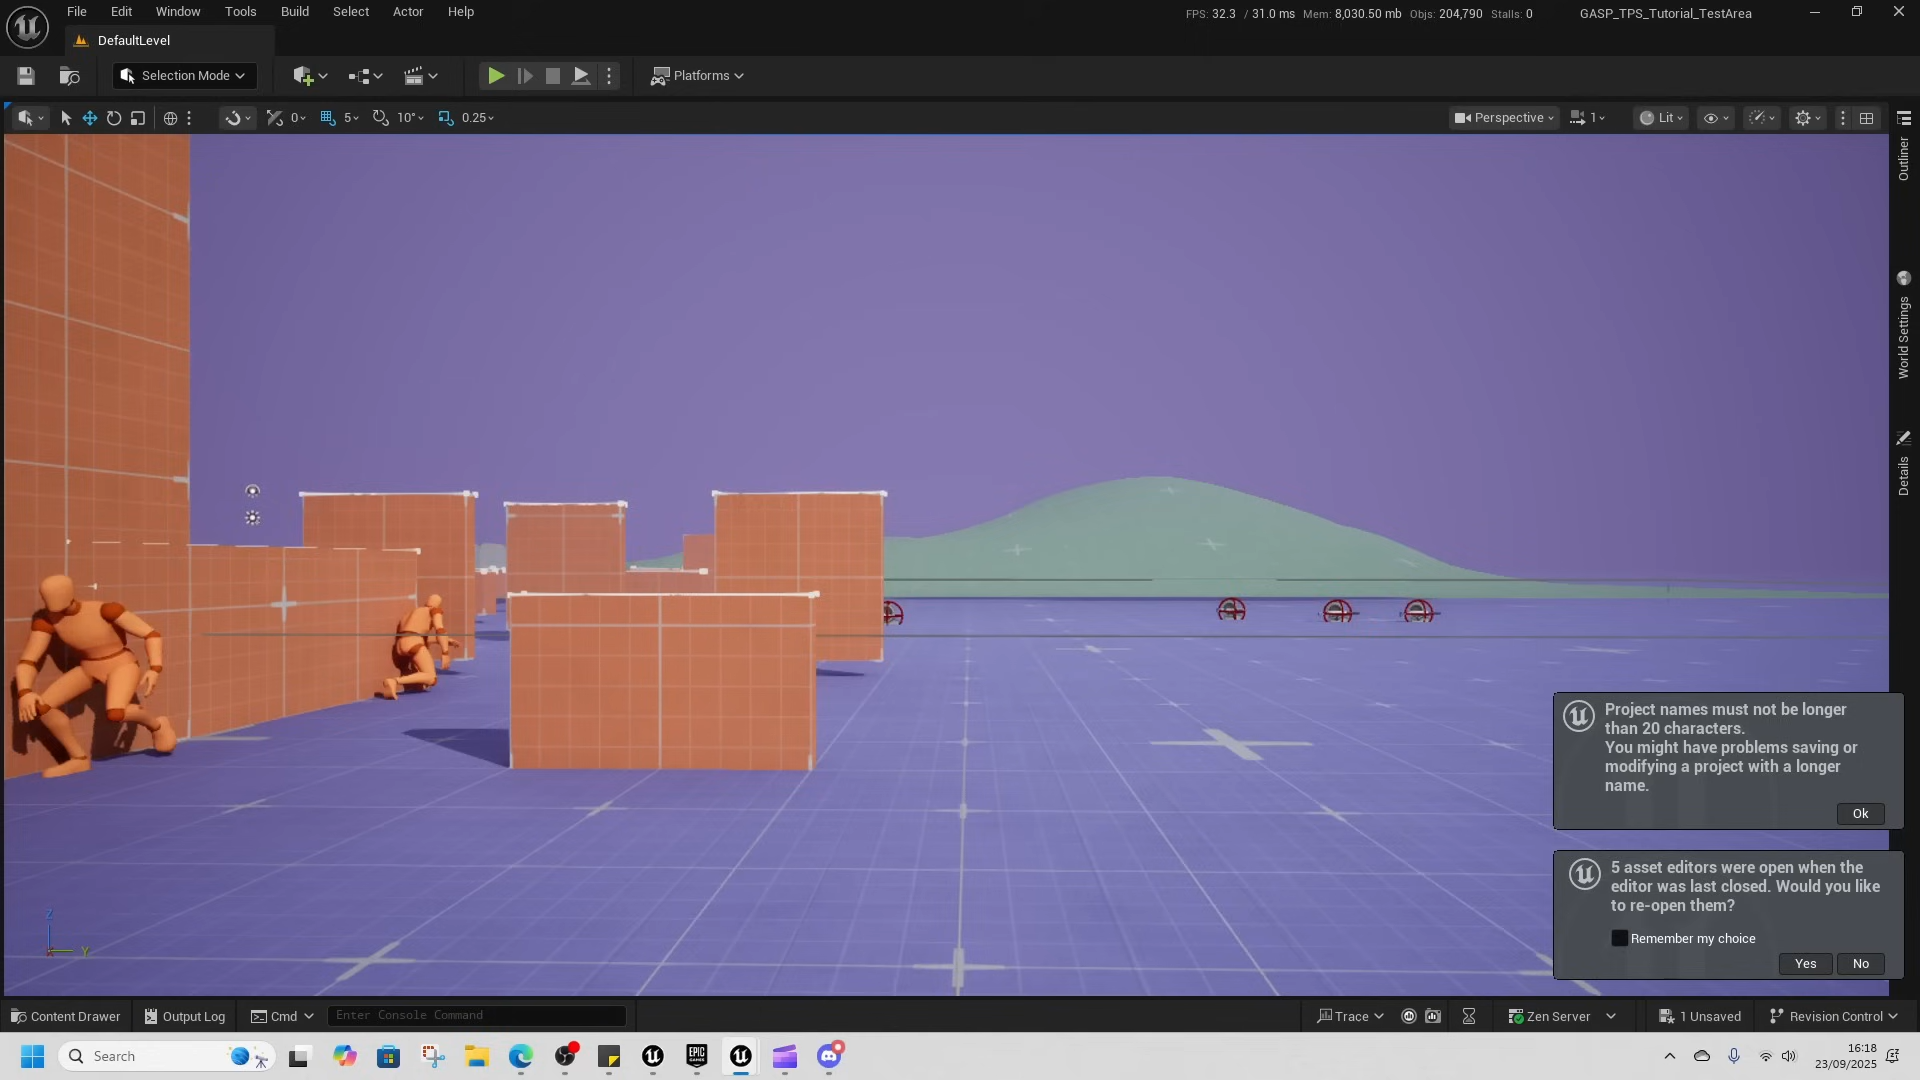 File Edit Window Tools Build Select Actor Help
FPS: 32.3 / 31.0 ms Mem: 8,030.50 mb Objs: 204,790 Stalls: 0
GASP_TPS_Tutorial_TestArea
DefaultLevel
Selection Mode
Platforms
0
5
10°
0.25
Perspective
1
Lit
Outliner
World Settings
Details
Project names must not be longer
than 20 characters.
You might have problems saving or
modifying a project with a longer
name.
Ok
5 asset editors were open when the
editor was last closed. Would you like
to re-open them?
Remember my choice
Yes No
Z
X Y
Content Drawer
Output Log
Cmd
Enter Console Command
Trace
Zen Server
1 Unsaved
Revision Control
Search
EPIC
GAMES
16:18
23/09/2025